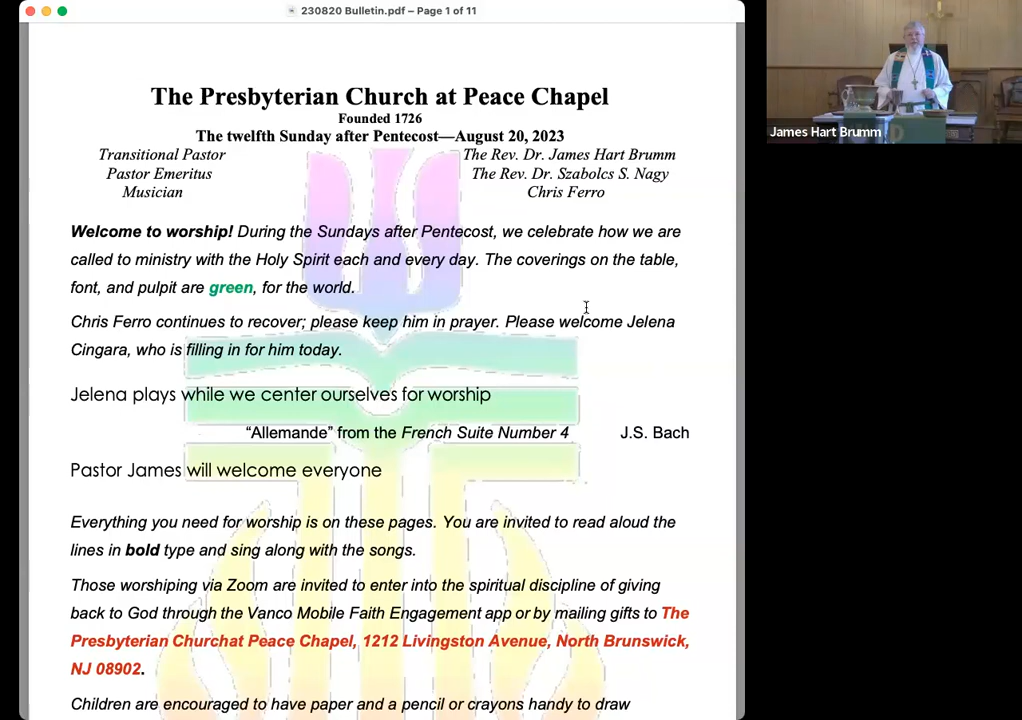 230820 Bulletin.pdf – Page 1 of 11
The Presbyterian Church at Peace Chapel
Founded 1726
The twelfth Sunday after Pentecost—August 20, 2023
Transitional Pastor The Rev. Dr. James Hart Brumm
Pastor Emeritus The Rev. Dr. Szabolcs S. Nagy
Musician Chris Ferro
Welcome to worship! During the Sundays after Pentecost, we celebrate how we are
called to ministry with the Holy Spirit each and every day. The coverings on the table,
font, and pulpit are green, for the world.
Chris Ferro continues to recover; please keep him in prayer. Please welcome Jelena
Cingara, who is filling in for him today.
Jelena plays while we center ourselves for worship
“Allemande” from the French Suite Number 4 J.S. Bach
Pastor James will welcome everyone
Everything you need for worship is on these pages. You are invited to read aloud the
lines in bold type and sing along with the songs.
Those worshiping via Zoom are invited to enter into the spiritual discipline of giving
back to God through the Vanco Mobile Faith Engagement app or by mailing gifts to The
Presbyterian Churchat Peace Chapel, 1212 Livingston Avenue, North Brunswick,
NJ 08902.
Children are encouraged to have paper and a pencil or crayons handy to draw
James Hart Brumm